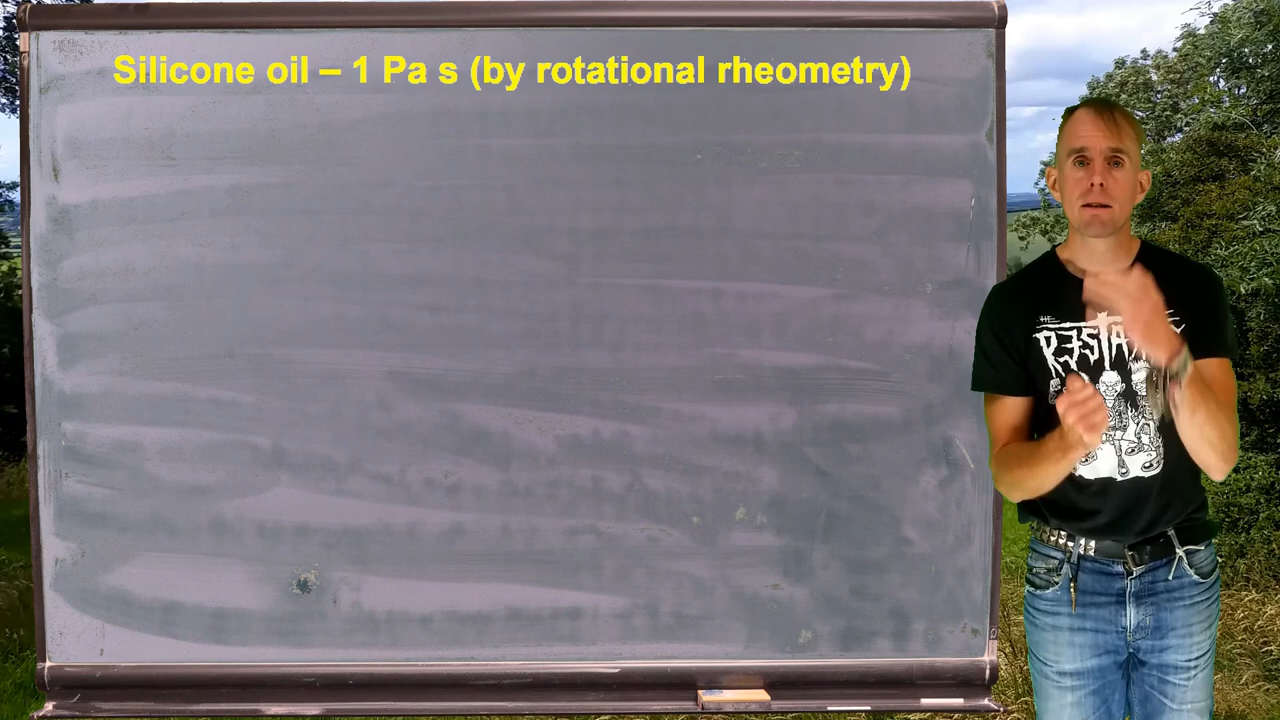 Silicone oil – 1 Pa s (by rotational rheometry)